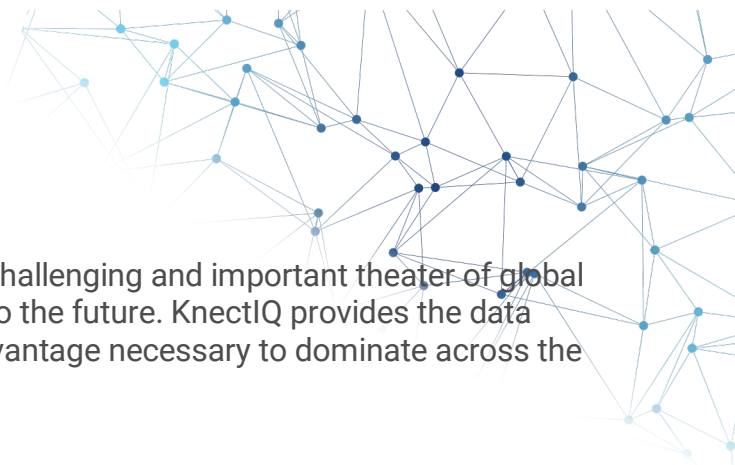 hallenging and important theater of global
o the future. KnectIQ provides the data
vantage necessary to dominate across the